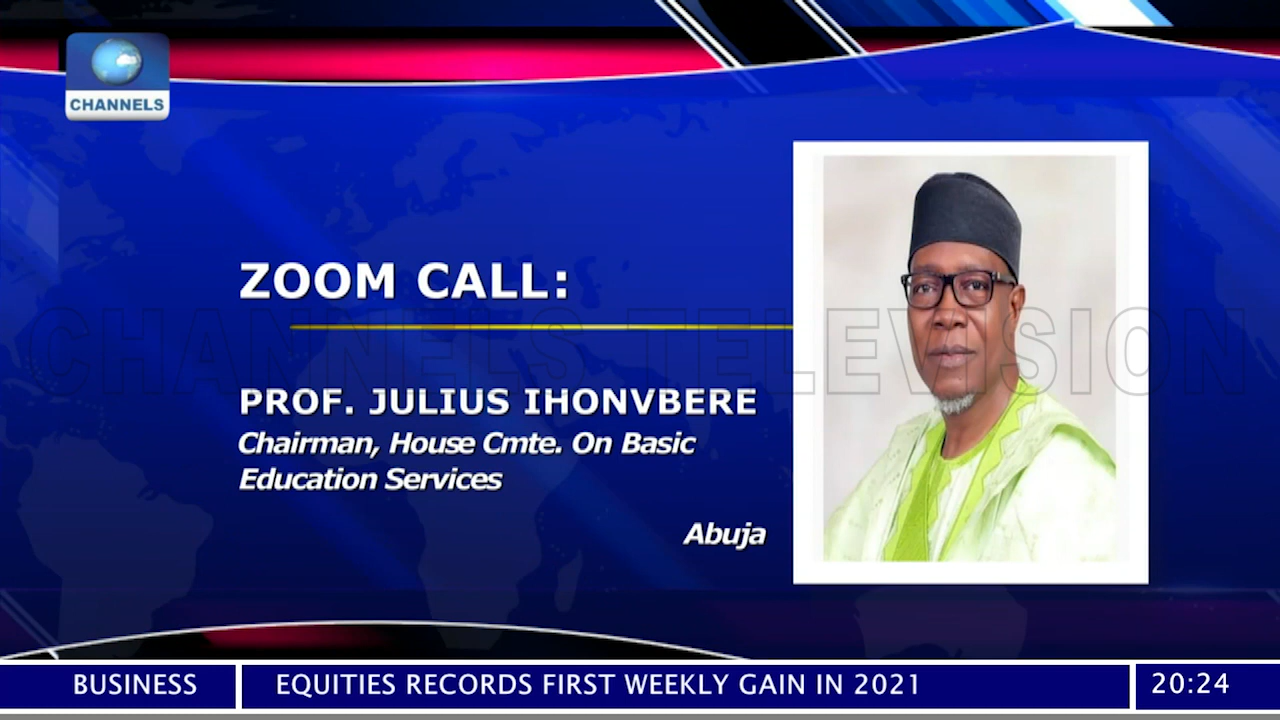 CHANNELS
ZOOM CALL:
CHANNELS TELEVISION
PROF. JULIUS IHONVBERE
Chairman, House Cmte. On Basic
Education Services
Abuja
BUSINESS
EQUITIES RECORDS FIRST WEEKLY GAIN IN 2021
20:24